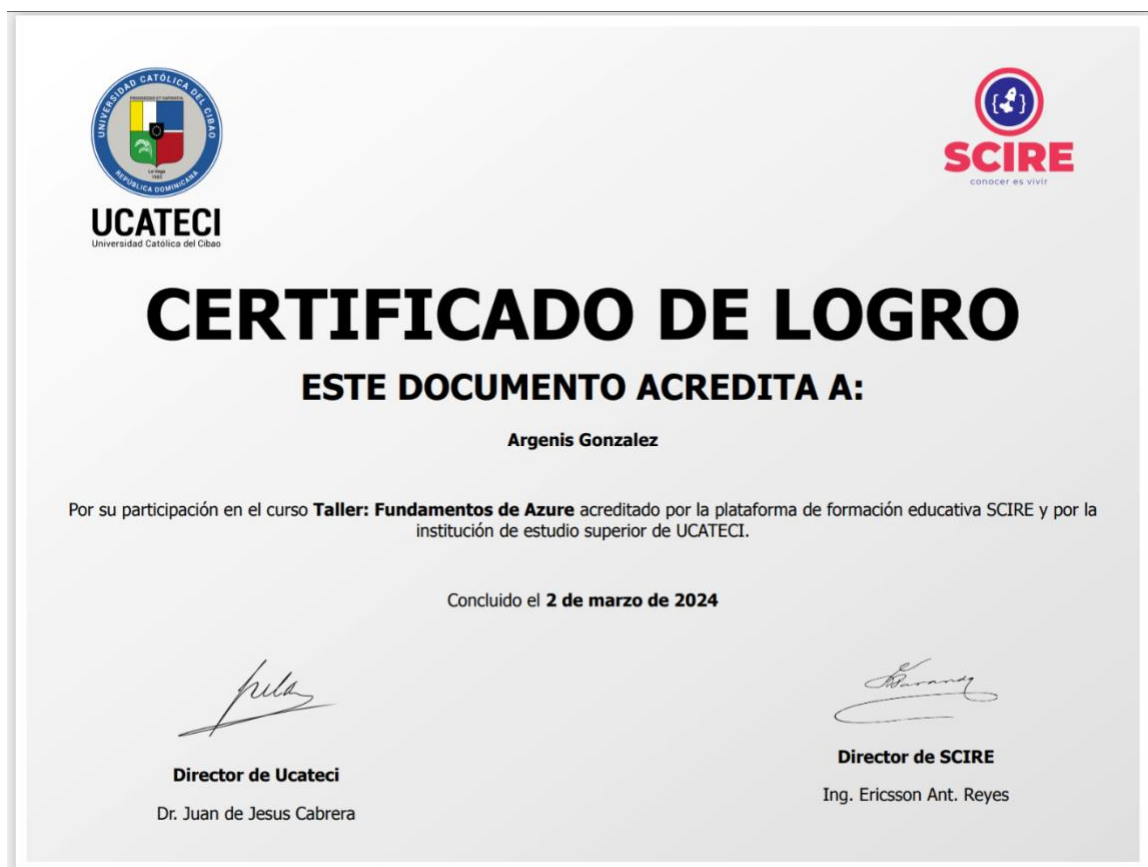 UNIVERSIDAD CATÓLICA DEL CIBAO
La Vega
1983
REPÚBLICA DOMINICANA
UCATECI
Universidad Católica del Cibao
{ }
SCIRE
conocer es vivir
CERTIFICADO DE LOGRO
ESTE DOCUMENTO ACREDITA A:
Argenis Gonzalez
Por su participación en el curso Taller: Fundamentos de Azure acreditado por la plataforma de formación educativa SCIRE y por la
institución de estudio superior de UCATECI.
Concluido el 2 de marzo de 2024
Director de Ucateci
Dr. Juan de Jesus Cabrera
Director de SCIRE
Ing. Ericsson Ant. Reyes